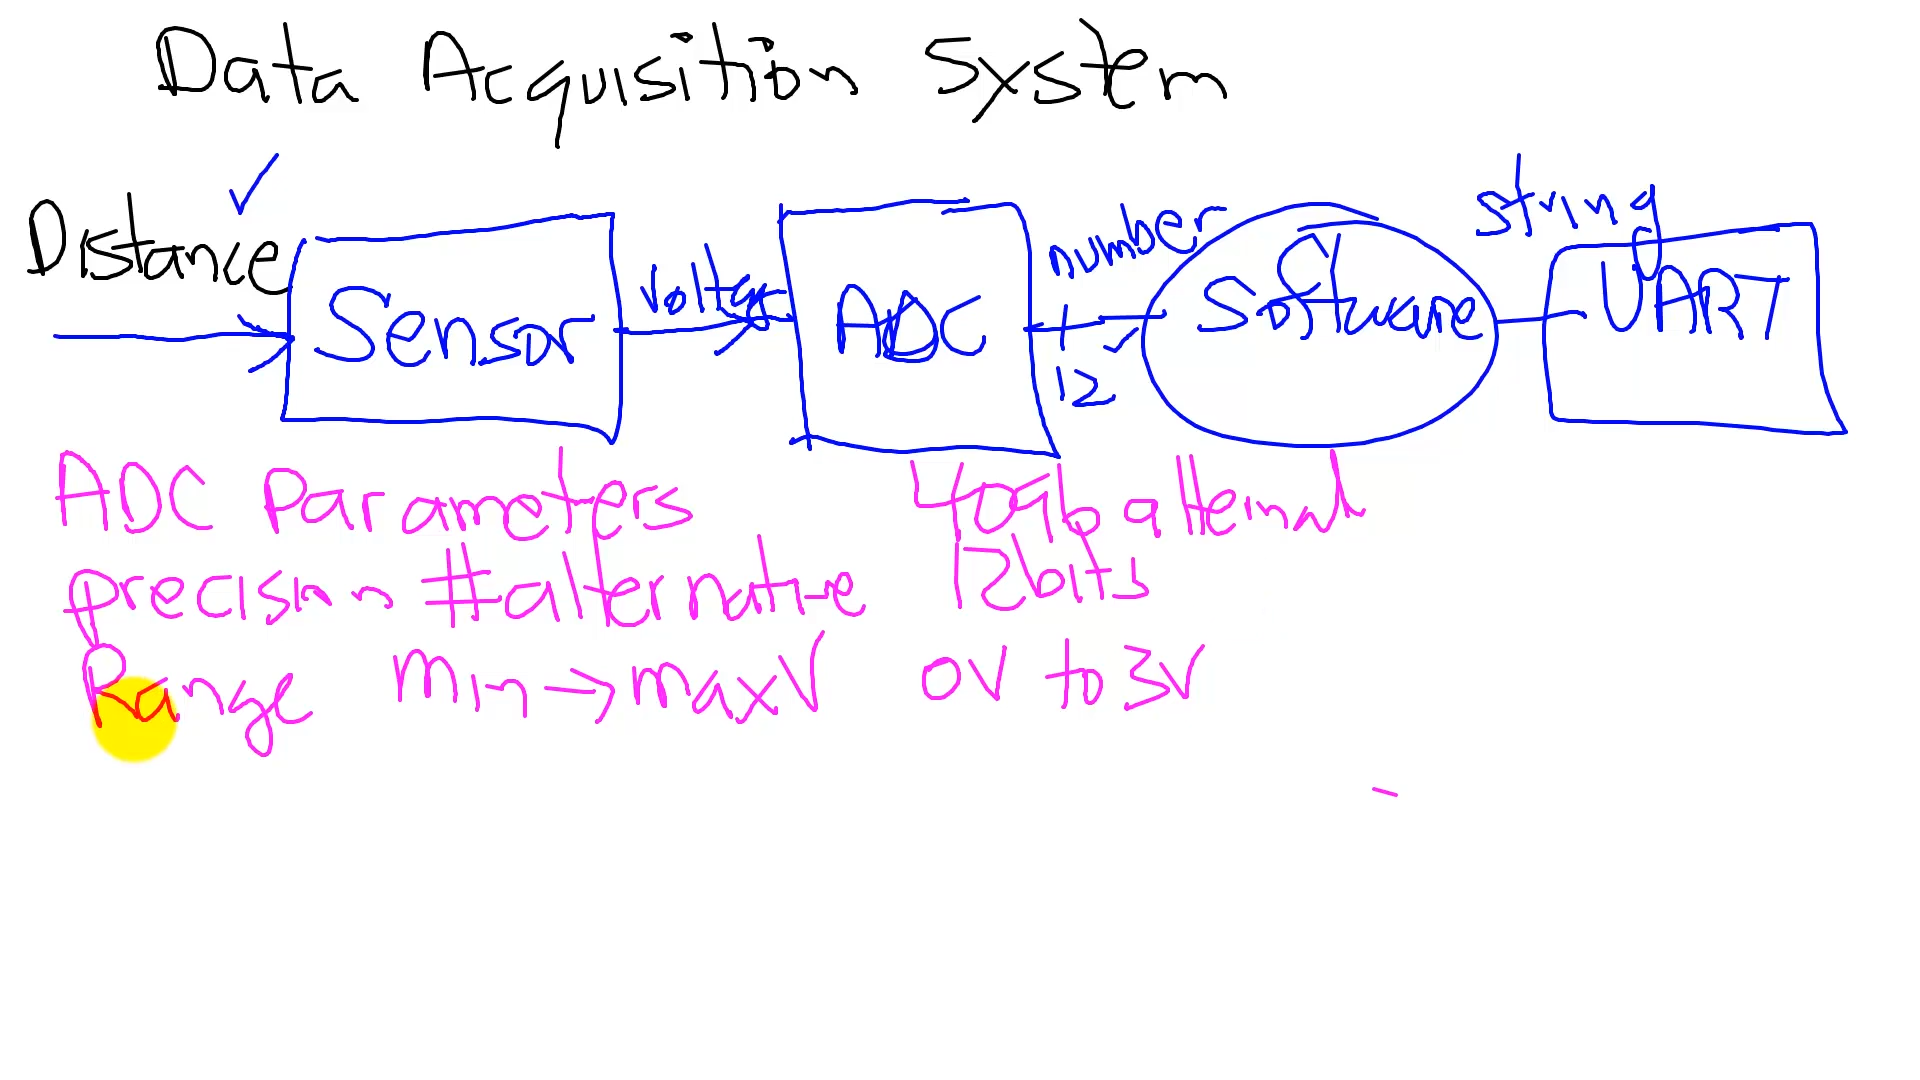 Data Acquisition System
Distance
Sensor
Voltage
ADC
number
12
Software
string
UART
ADC Parameters 4096 alternat
precision #alternative 12bits
Range min → max V 0V to 3V